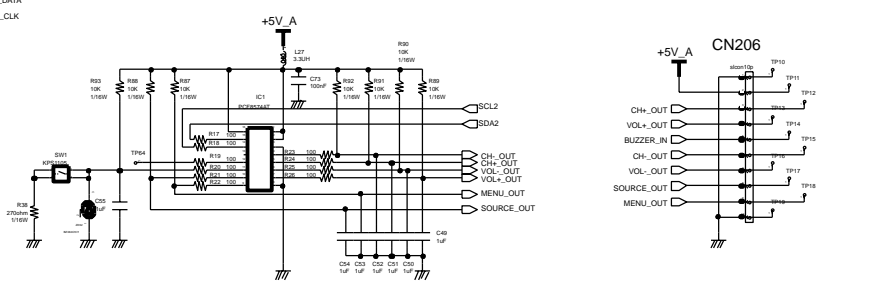 _DATA
_CLK
+5V_A
L27
3.3UH
R90
10K
1/16W
C73
100nF
R93
10K
1/16W
R88
10K
1/16W
R87
10K
1/16W
R92
10K
1/16W
R91
10K
1/16W
R89
10K
1/16W
IC1
PCF8574AT
SCL2
SDA2
R17 100
R18 100
TP64
R19 100
R20 100
R21 100
R22 100
R23 100
R24 100
R25 100
R26 100
CH-_OUT
CH+_OUT
VOL-_OUT
VOL+_OUT
MENU_OUT
SOURCE_OUT
SW1
R38
270ohm
1/16W
C55
1uF
C49
1uF
C54 C53 C52 C51 C50
1uF 1uF 1uF 1uF 1uF
CN206
+5V_A
slcon10p
TP10
TP11
TP12
CH+_OUT
TP13
VOL+_OUT
TP14
BUZZER_IN
TP15
CH-_OUT
TP16
VOL-_OUT
TP17
SOURCE_OUT
TP18
MENU_OUT
TP19